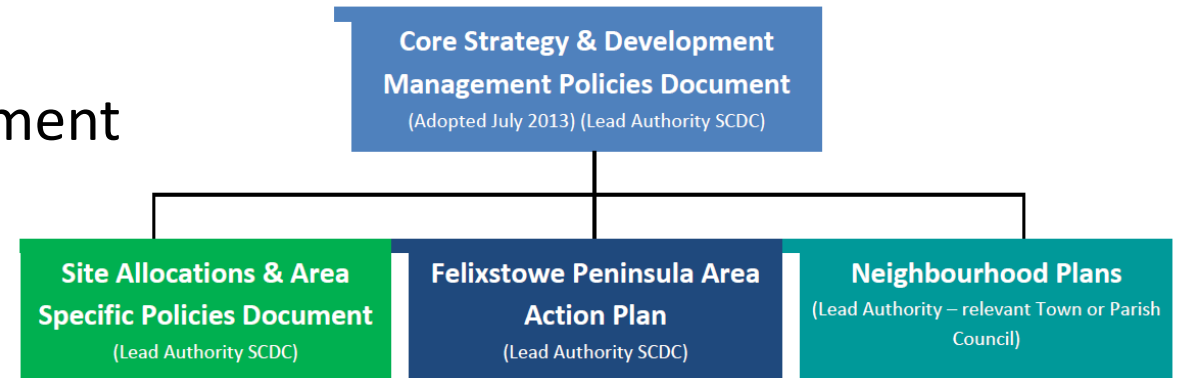 Core Strategy & Development
Management Policies Document
(Adopted July 2013) (Lead Authority SCDC)
ment
Site Allocations & Area
Specific Policies Document
(Lead Authority SCDC)
Felixstowe Peninsula Area
Action Plan
(Lead Authority SCDC)
Neighbourhood Plans
(Lead Authority – relevant Town or Parish
Council)